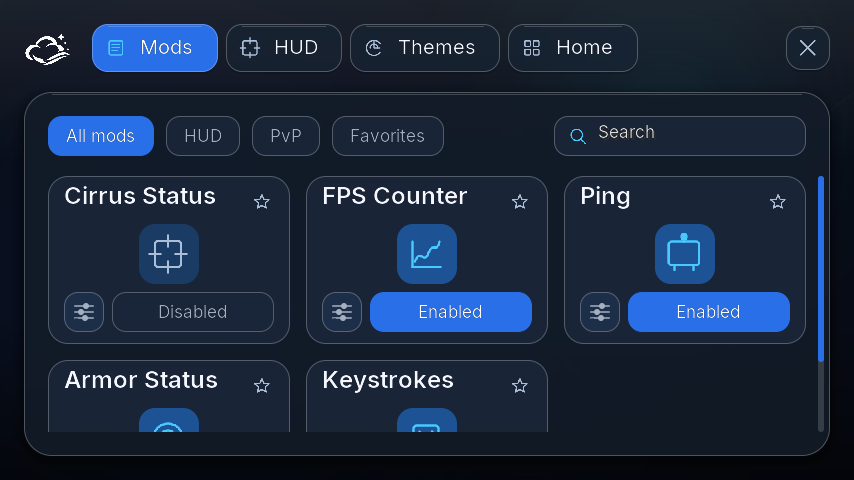 Mods
HUD
Themes
Home
All mods
HUD
PvP
Favorites
Search
Cirrus Status
FPS Counter
Ping
Disabled
Enabled
Enabled
Armor Status
Keystrokes